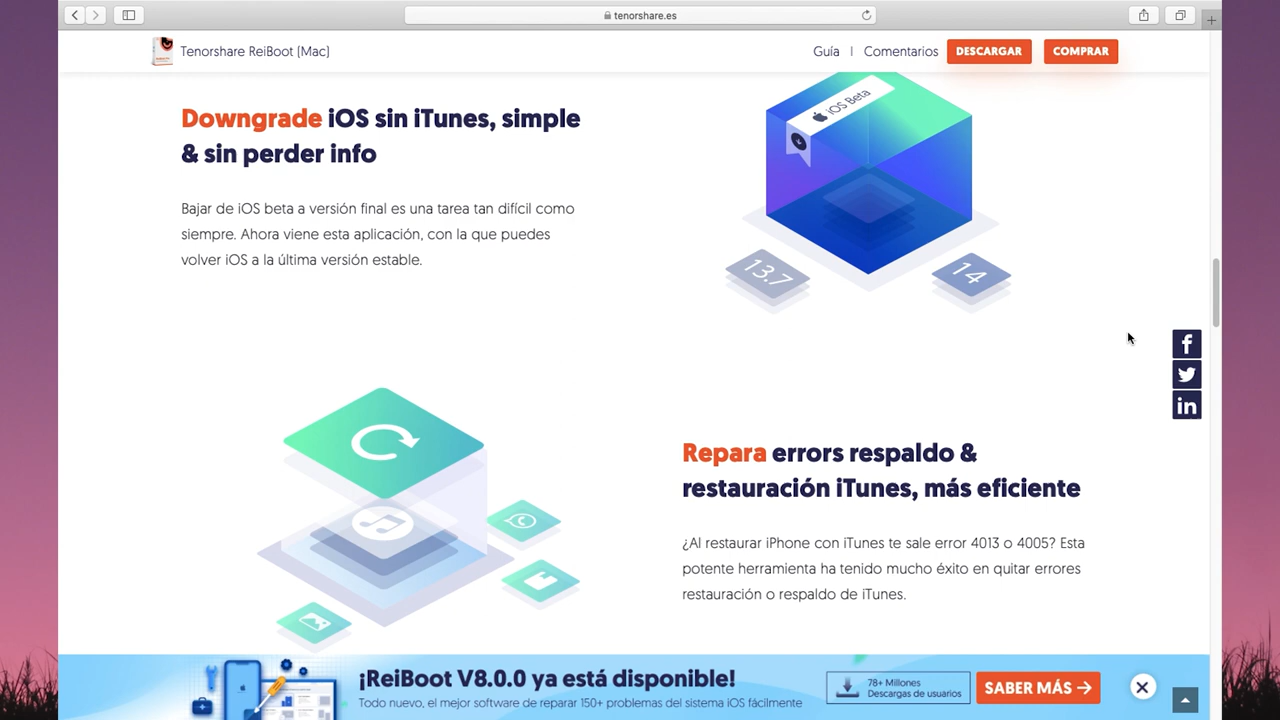 tenorshare.es
Tenorshare ReiBoot (Mac)
Guía
Comentarios
DESCARGAR
COMPRAR
Downgrade iOS sin iTunes, simple
& sin perder info
Bajar de iOS beta a versión final es una tarea tan difícil como
siempre. Ahora viene esta aplicación, con la que puedes
volver iOS a la última versión estable.
iOS Beta
13.7
14
Repara errors respaldo &
restauración iTunes, más eficiente
¿Al restaurar iPhone con iTunes te sale error 4013 o 4005? Esta
potente herramienta ha tenido mucho éxito en quitar errores
restauración o respaldo de iTunes.
¡ReiBoot V8.0.0 ya está disponible!
Todo nuevo, el mejor software de reparar 150+ problemas del sistema iOS fácilmente
78+ Millones
Descargas de usuarios
SABER MÁS →